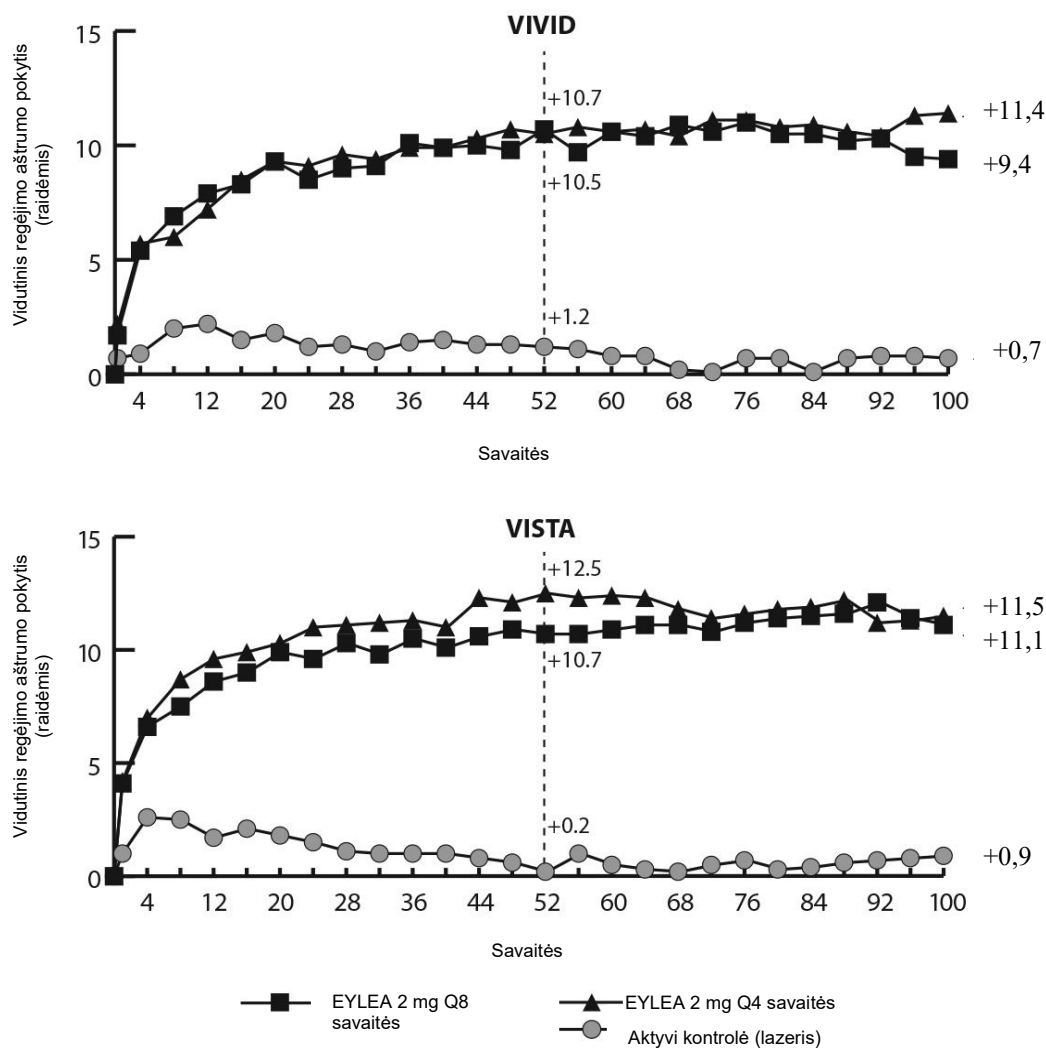 VIVID
Vidutinis regėjimo aštrumo pokytis
(raidėmis)
15
10
5
0
+10.7
+10.5
+1.2
+11,4
+9,4
+0,7
4 12 20 28 36 44 52 60 68 76 84 92 100
Savaitės
VISTA
Vidutinis regėjimo aštrumo pokytis
(raidėmis)
15
10
5
0
+12.5
+10.7
+0.2
+11,5
+11,1
+0,9
4 12 20 28 36 44 52 60 68 76 84 92 100
Savaitės
EYLEA 2 mg Q8
savaitės
EYLEA 2 mg Q4 savaitės
Aktyvi kontrolė (lazeris)